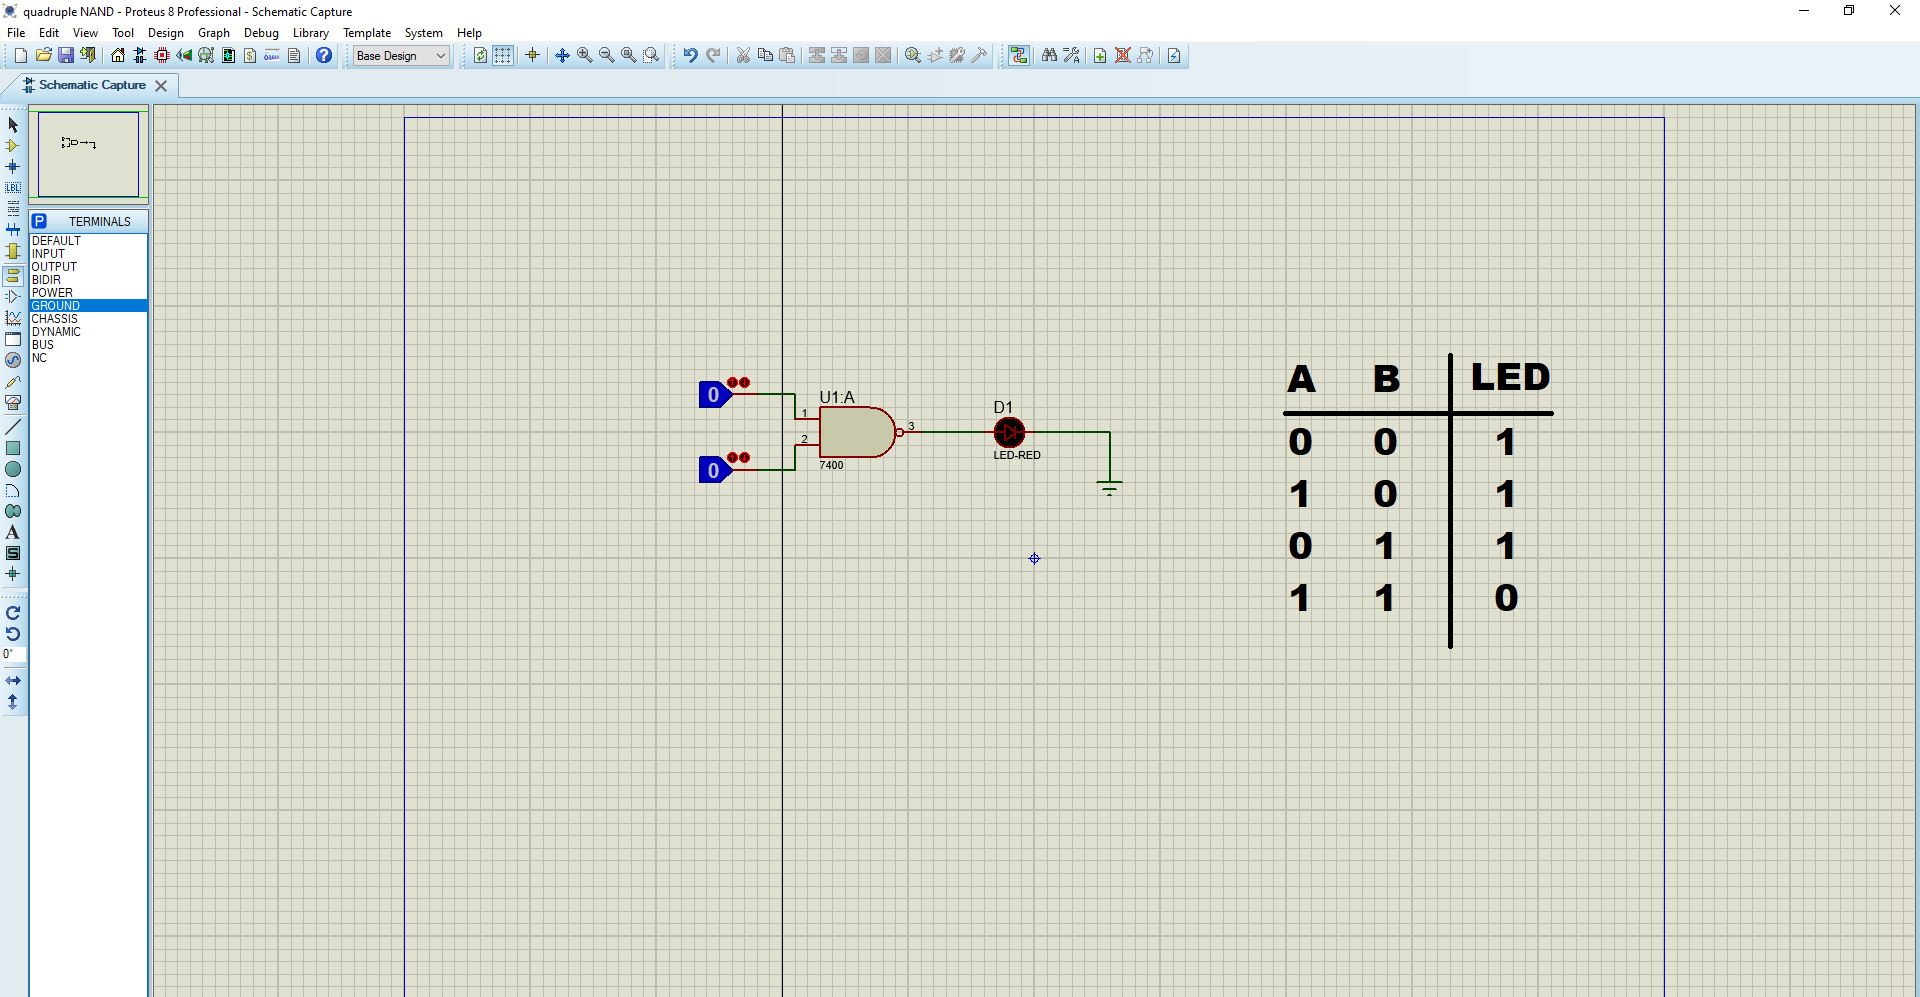 quadruple NAND - Proteus 8 Professional - Schematic Capture
File Edit View Tool Design Graph Debug Library Template System Help
Base Design
Schematic Capture
P TERMINALS
DEFAULT
INPUT
OUTPUT
BIDIR
POWER
GROUND
CHASSIS
DYNAMIC
BUS
NC
LBL
A
S
0°
0
0
U1:A
1
2
3
7400
D1
LED-RED
A B LED
0 0 1
1 0 1
0 1 1
1 1 0